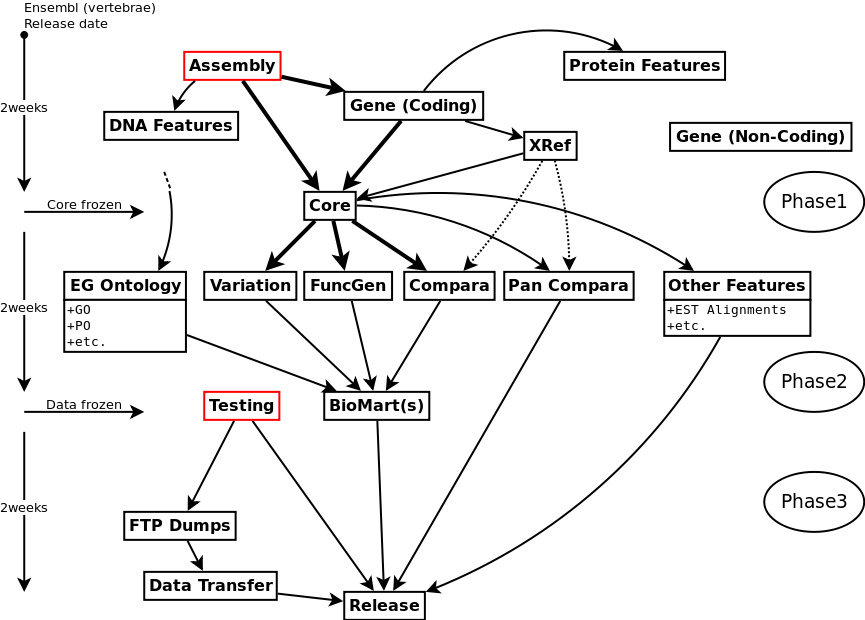 Ensembl (vertebrae)
Release date
Assembly
Protein Features
2weeks
Gene (Coding)
DNA Features
Gene (Non-Coding)
XRef
Core frozen
Core
Phase1
EG Ontology
+GO
+PO
+etc.
Variation
FuncGen
Compara
Pan Compara
Other Features
+EST Alignments
+etc.
2weeks
Phase2
Data frozen
Testing
BioMart(s)
2weeks
Phase3
FTP Dumps
Data Transfer
Release